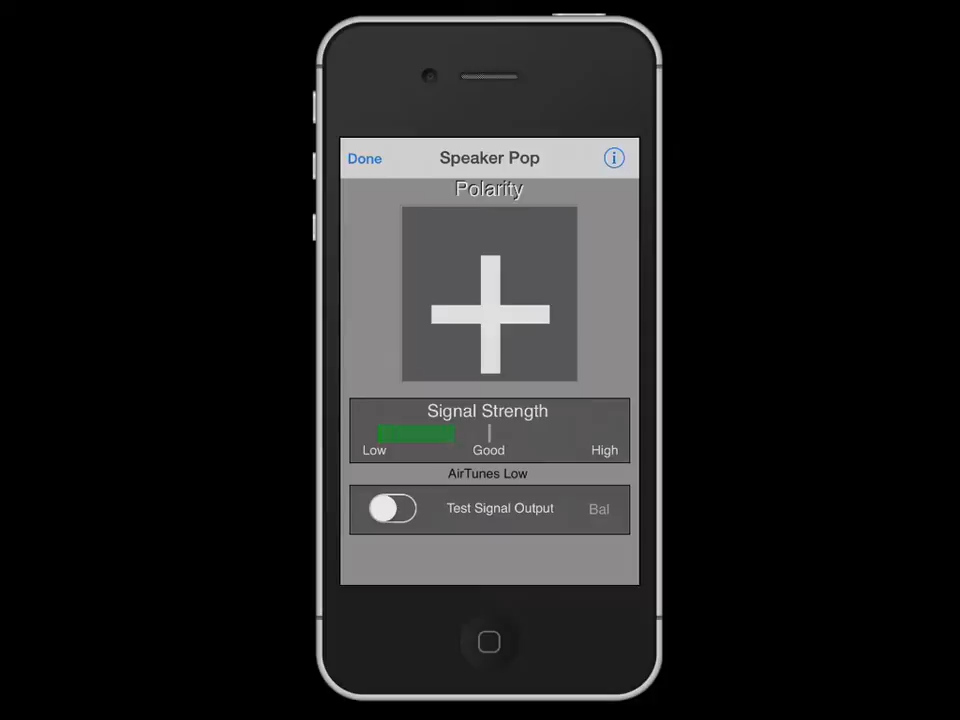 Done Speaker Pop i
Polarity
Signal Strength
Low Good High
AirTunes Low
Test Signal Output Bal